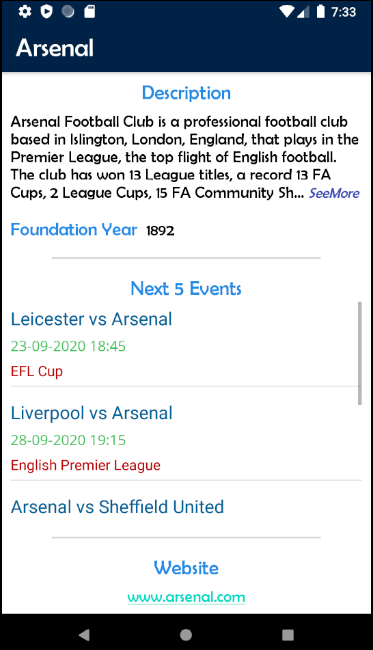 7:33
Arsenal
Description
Arsenal Football Club is a professional football club
based in Islington, London, England, that plays in the
Premier League, the top flight of English football.
The club has won 13 League titles, a record 13 FA
Cups, 2 League Cups, 15 FA Community Sh... SeeMore
Foundation Year 1892
Next 5 Events
Leicester vs Arsenal
23-09-2020 18:45
EFL Cup
Liverpool vs Arsenal
28-09-2020 19:15
English Premier League
Arsenal vs Sheffield United
Website
www.arsenal.com